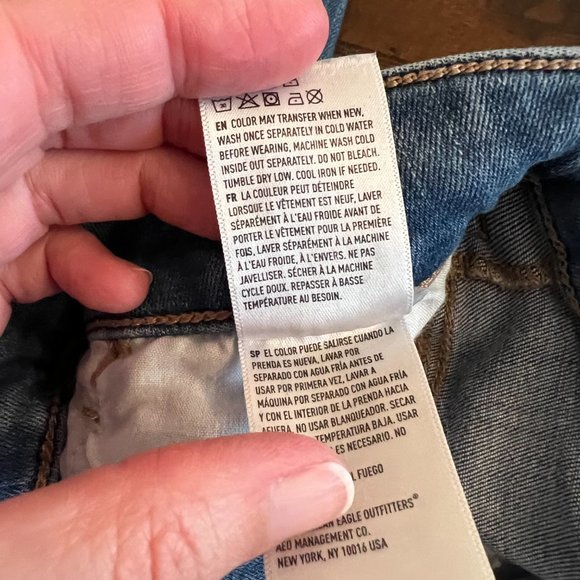 EN COLOR MAY TRANSFER WHEN NEW,
WASH ONCE SEPARATELY IN COLD WATER
BEFORE WEARING, MACHINE WASH COLD
INSIDE OUT SEPARATELY. DO NOT BLEACH.
TUMBLE DRY LOW. COOL IRON IF NEEDED.
FR LA COULEUR PEUT DÉTEINDRE
LORSQUE LE VÊTEMENT EST NEUF, LAVER
SÉPARÉMENT À L'EAU FROIDE AVANT DE
PORTER LE VÊTEMENT POUR LA PREMIÈRE
FOIS, LAVER SÉPARÉMENT À LA MACHINE
À L'EAU FROIDE, À L'ENVERS. NE PAS
JAVELLISER. SÉCHER À LA MACHINE
CYCLE DOUX. REPASSER À BASSE
TEMPÉRATURE AU BESOIN.
SP EL COLOR PUEDE SALIRSE CUANDO LA
PRENDA ES NUEVA, LAVAR POR
SEPARADO CON AGUA FRÍA ANTES DE
USAR POR PRIMERA VEZ, LAVAR A
MÁQUINA POR SEPARADO CON AGUA FRÍA
Y CON EL INTERIOR DE LA PRENDA HACIA
AFUERA. NO USAR BLANQUEADOR. SECAR
TEMPERATURA BAJA. USAR
ES NECESARIO. NO
L FUEGO
AN EAGLE OUTFITTERS®
AEO MANAGEMENT CO.
NEW YORK, NY 10016 USA